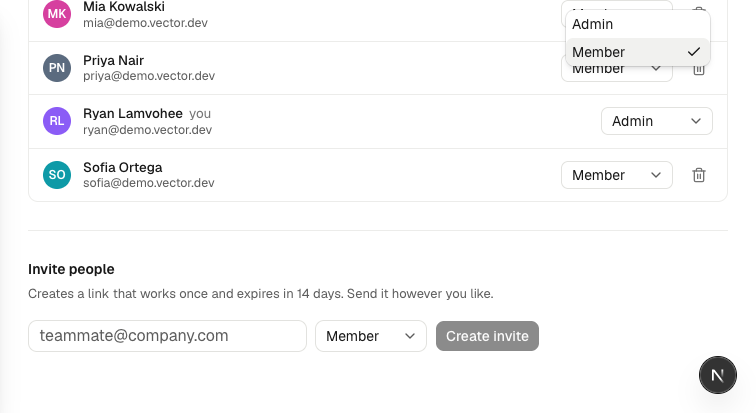 MK
Mia Kowalski
mia@demo.vector.dev
Admin
Member
PN
Priya Nair
priya@demo.vector.dev
Member
RL
Ryan Lamvohee you
ryan@demo.vector.dev
Admin
SO
Sofia Ortega
sofia@demo.vector.dev
Member
Invite people
Creates a link that works once and expires in 14 days. Send it however you like.
teammate@company.com
Member
Create invite
N